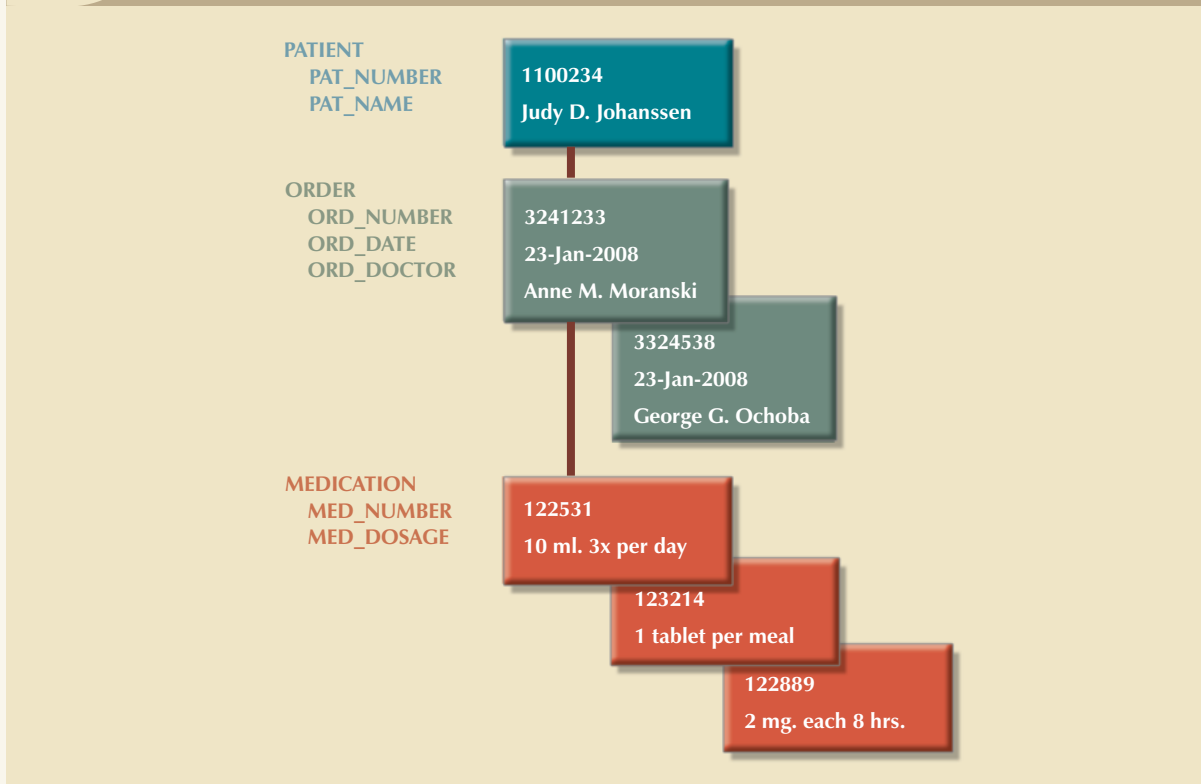 PATIENT
PAT_NUMBER
PAT_NAME
1100234
Judy D. Johanssen
ORDER
ORD_NUMBER
ORD_DATE
ORD_DOCTOR
3241233
23-Jan-2008
Anne M. Moranski
3324538
23-Jan-2008
George G. Ochoba
MEDICATION
MED_NUMBER
MED_DOSAGE
122531
10 ml. 3x per day
123214
1 tablet per meal
122889
2 mg. each 8 hrs.